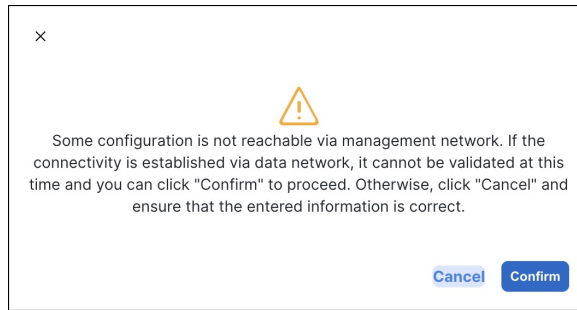 Some configuration is not reachable via management network. If the
connectivity is established via data network, it cannot be validated at this
time and you can click "Confirm" to proceed. Otherwise, click "Cancel" and
ensure that the entered information is correct.
Cancel Confirm